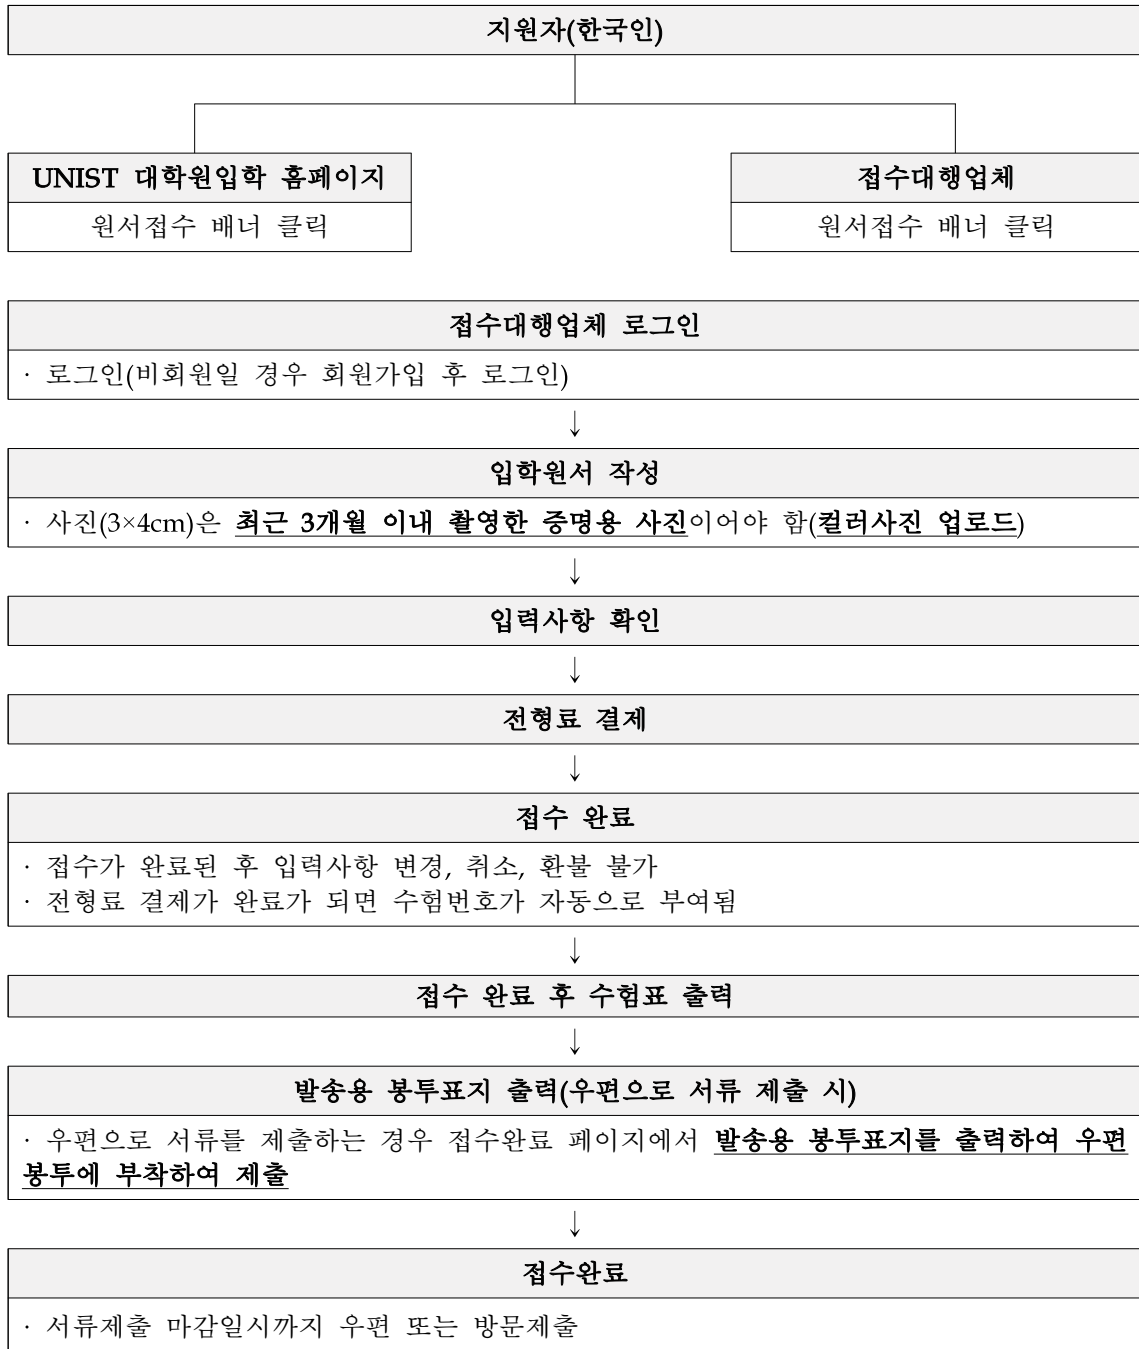 지원자(한국인)
UNIST 대학원입학 홈페이지
접수대행업체
원서접수 배너 클릭
원서접수 배너 클릭
접수대행업체 로그인
· 로그인(비회원일 경우 회원가입 후 로그인)
↓
입학원서 작성
· 사진(3×4cm)은 최근 3개월 이내 촬영한 증명용 사진이어야 함(컬러사진 업로드)
↓
입력사항 확인
↓
전형료 결제
↓
접수 완료
· 접수가 완료된 후 입력사항 변경, 취소, 환불 불가
· 전형료 결제가 완료가 되면 수험번호가 자동으로 부여됨
↓
접수 완료 후 수험표 출력
↓
발송용 봉투표지 출력(우편으로 서류 제출 시)
· 우편으로 서류를 제출하는 경우 접수완료 페이지에서 발송용 봉투표지를 출력하여 우편
봉투에 부착하여 제출
↓
접수완료
· 서류제출 마감일시까지 우편 또는 방문제출